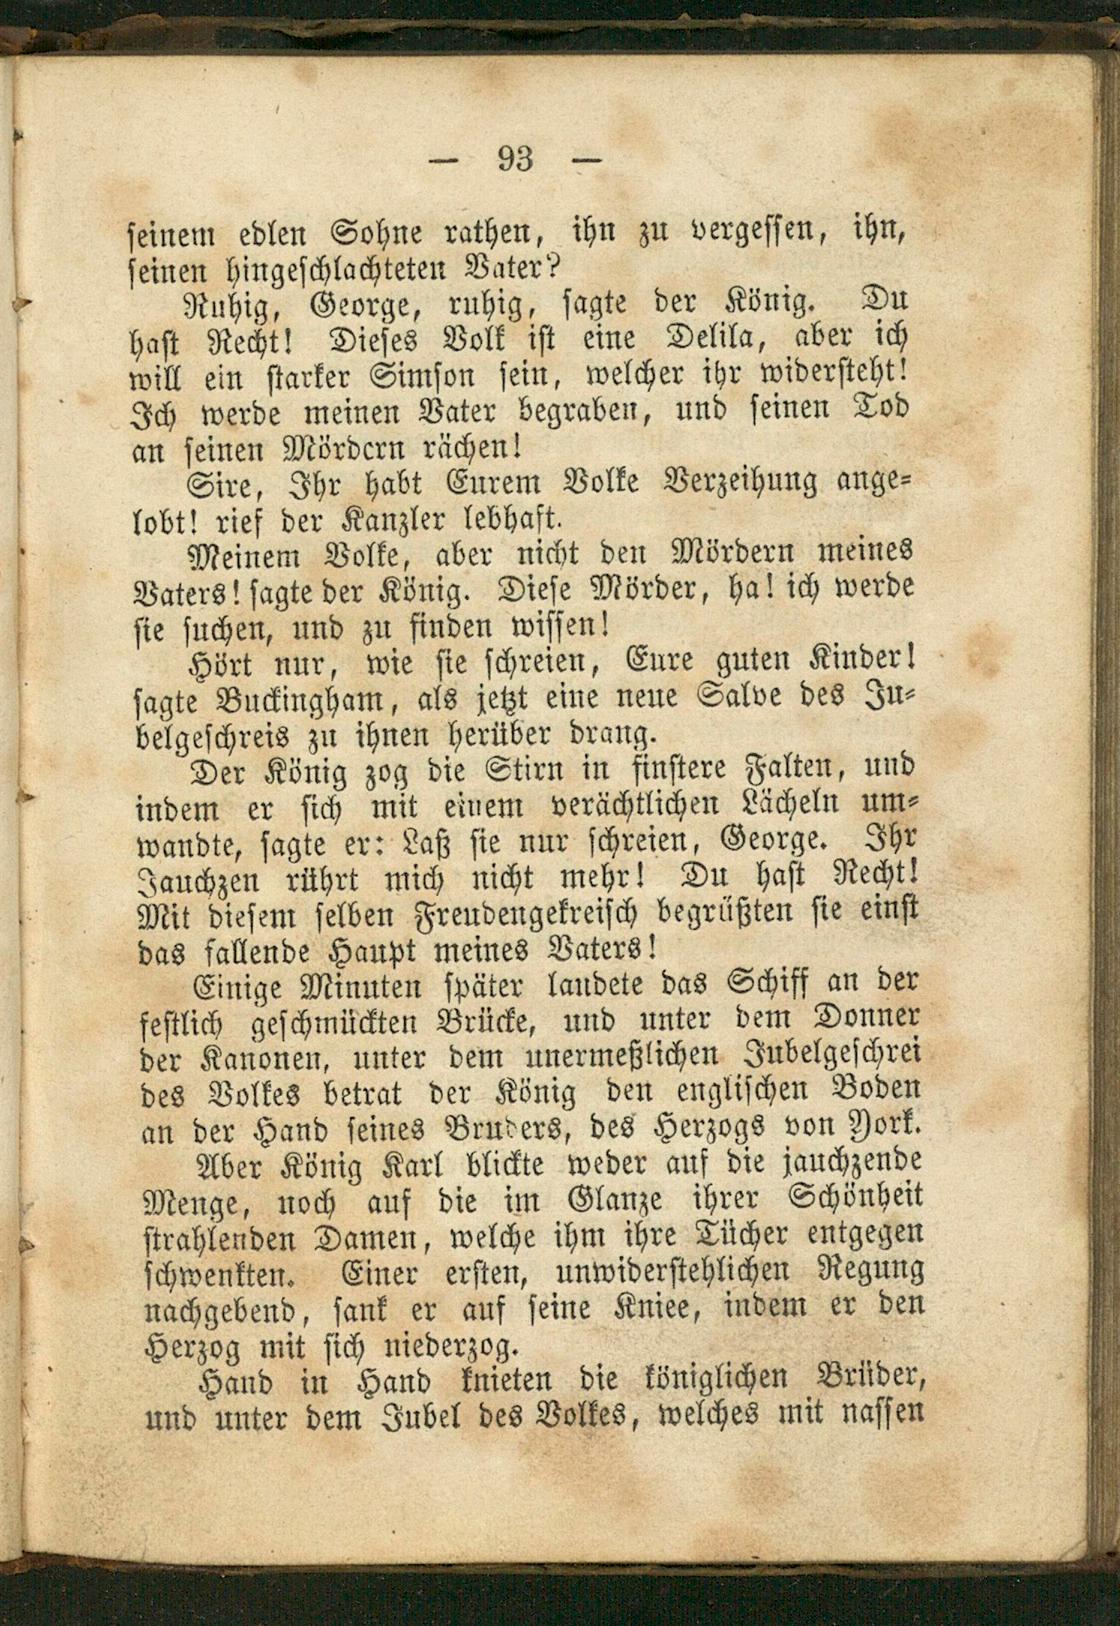 — 93 —
seinem edlen Sohne rathen, ihn zu vergessen, ihn,
seinen hingeschlachteten Vater?
Ruhig, George, ruhig, sagte der König. Du
hast Recht! Dieses Volk ist eine Delila, aber ich
will ein starker Simson sein, welcher ihr widersteht!
Ich werde meinen Vater begraben, und seinen Tod
an seinen Mördern rächen!
Sire, Ihr habt Eurem Volke Verzeihung ange-
lobt! rief der Kanzler lebhaft.
Meinem Volke, aber nicht den Mördern meines
Vaters! sagte der König. Diese Mörder, ha! ich werde
sie suchen, und zu finden wissen!
Hört nur, wie sie schreien, Eure guten Kinder!
sagte Buckingham, als jetzt eine neue Salve des Ju-
belgeschreis zu ihnen herüber drang.
Der König zog die Stirn in finstere Falten, und
indem er sich mit einem verächtlichen Lächeln um-
wandte, sagte er: Laß sie nur schreien, George. Ihr
Jauchzen rührt mich nicht mehr! Du hast Recht!
Mit diesem selben Freudengekreisch begrüßten sie einst
das fallende Haupt meines Vaters!
Einige Minuten später landete das Schiff an der
festlich geschmückten Brücke, und unter dem Donner
der Kanonen, unter dem unermeßlichen Jubelgeschrei
des Volkes betrat der König den englischen Boden
an der Hand seines Bruders, des Herzogs von York.
Aber König Karl blickte weder auf die jauchzende
Menge, noch auf die im Glanze ihrer Schönheit
strahlenden Damen, welche ihm ihre Tücher entgegen
schwenkten. Einer ersten, unwiderstehlichen Regung
nachgebend, sank er auf seine Kniee, indem er den
Herzog mit sich niederzog.
Hand in Hand knieten die königlichen Brüder,
und unter dem Jubel des Volkes, welches mit nassen